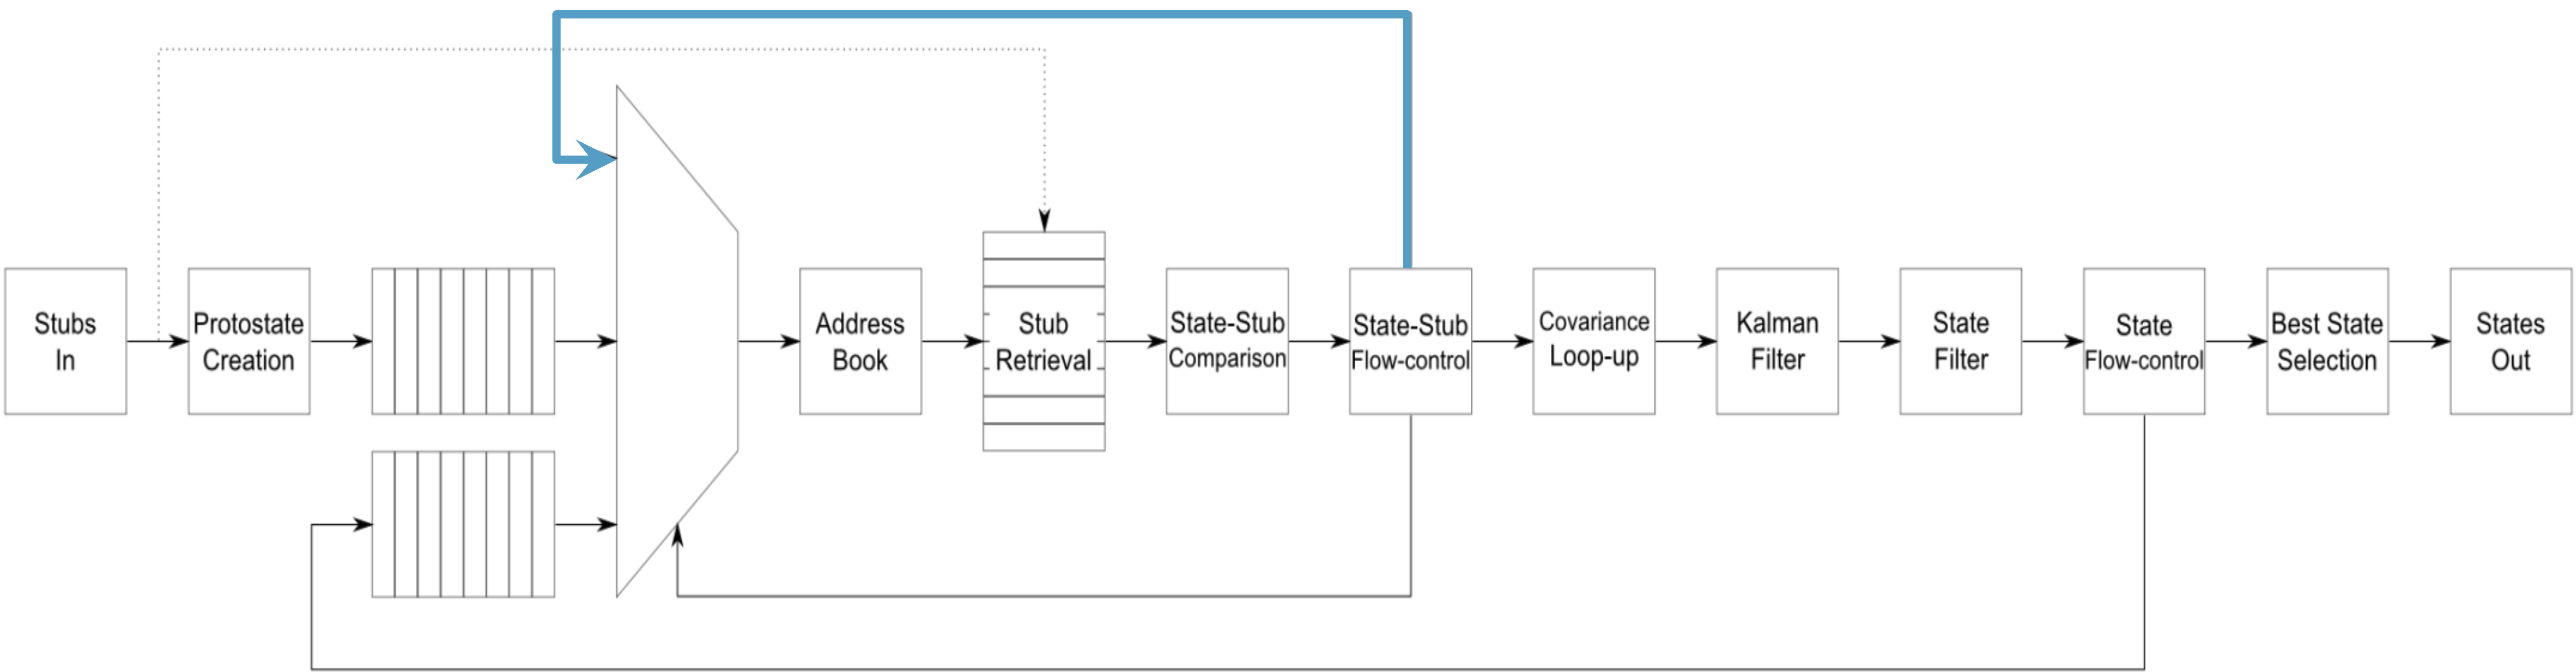 Stubs
In
Protostate
Creation
Address
Book
Stub
Retrieval
State-Stub
Comparison
State-Stub
Flow-control
Covariance
Loop-up
Kalman
Filter
State
Filter
State
Flow-control
Best State
Selection
States
Out